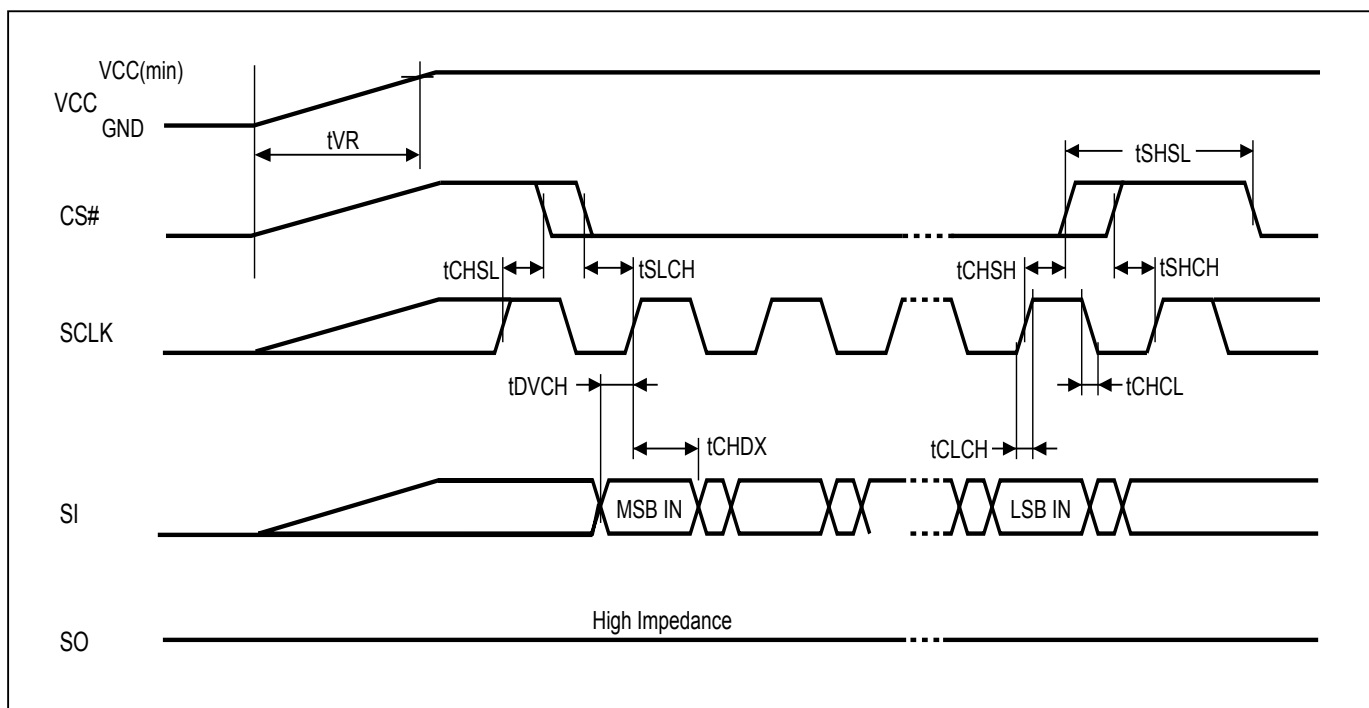 VCC(min)
VCC
GND
tVR
tSHSL
CS#
tCHSL
tSLCH
tCHSH
tSHCH
SCLK
tDVCH
tCHCL
tCHDX
tCLCH
SI
MSB IN
LSB IN
High Impedance
SO